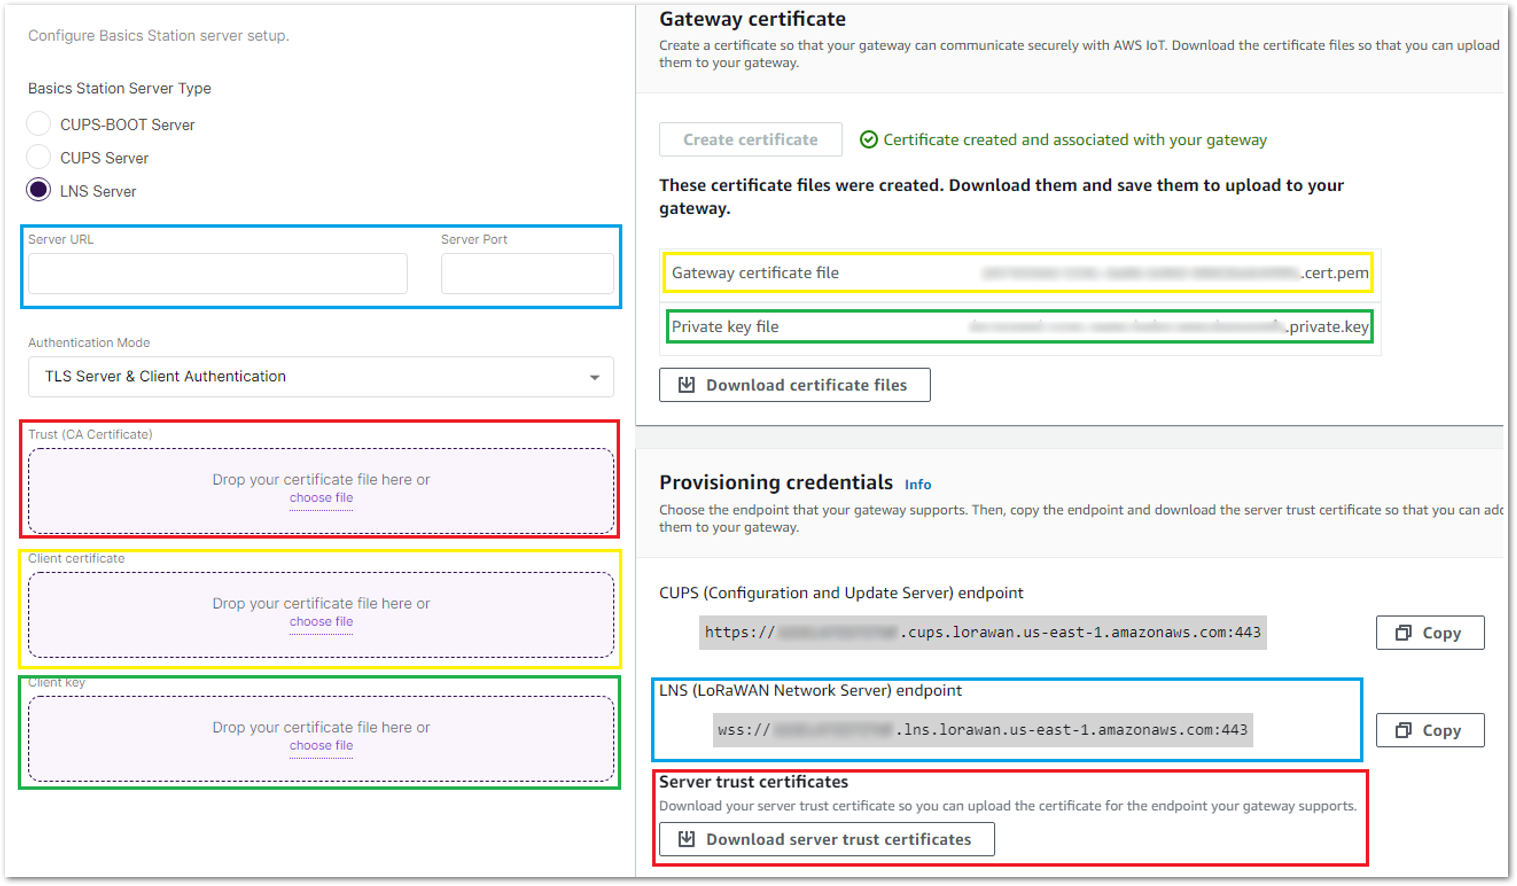 Configure Basics Station server setup.
Basics Station Server Type
CUPS-BOOT Server
CUPS Server
LNS Server
Server URL
Server Port
Authentication Mode
TLS Server & Client Authentication
Trust (CA Certificate)
Drop your certificate file here or
choose file
Client certificate
Drop your certificate file here or
choose file
Client key
Drop your certificate file here or
choose file
Gateway certificate
Create a certificate so that your gateway can communicate securely with AWS IoT. Download the certificate files so that you can upload
them to your gateway.
Create certificate
Certificate created and associated with your gateway
These certificate files were created. Download them and save them to upload to your
gateway.
Gateway certificate file
.cert.pem
Private key file
.private.key
Download certificate files
Provisioning credentials Info
Choose the endpoint that your gateway supports. Then, copy the endpoint and download the server trust certificate so that you can add
them to your gateway.
CUPS (Configuration and Update Server) endpoint
https:// .cups.lorawan.us-east-1.amazonaws.com:443
Copy
LNS (LoRaWAN Network Server) endpoint
wss:// .lns.lorawan.us-east-1.amazonaws.com:443
Copy
Server trust certificates
Download your server trust certificate so you can upload the certificate for the endpoint your gateway supports.
Download server trust certificates